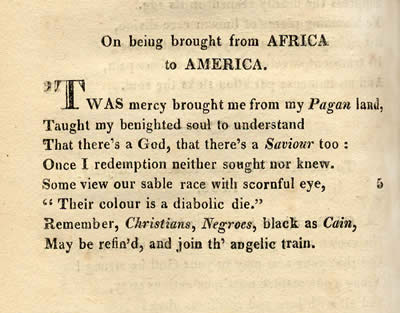 On being brought from AFRICA
to AMERICA.
"TWAS mercy brought me from my Pagan land,
Taught my benighted soul to understand
That there's a God, that there's a Saviour too :
Once I redemption neither sought nor knew.
Some view our sable race with scornful eye, 5
“ Their colour is a diabolic die.”
Remember, Christians, Negroes, black as Cain,
May be refin'd, and join th' angelic train.